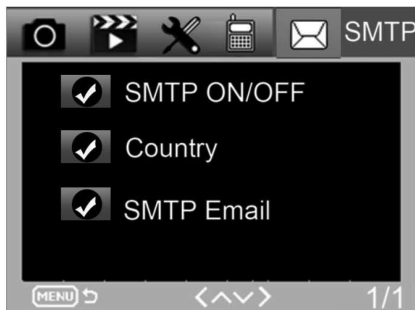 SMTP
SMTP ON/OFF
Country
SMTP Email
MENU 1/1